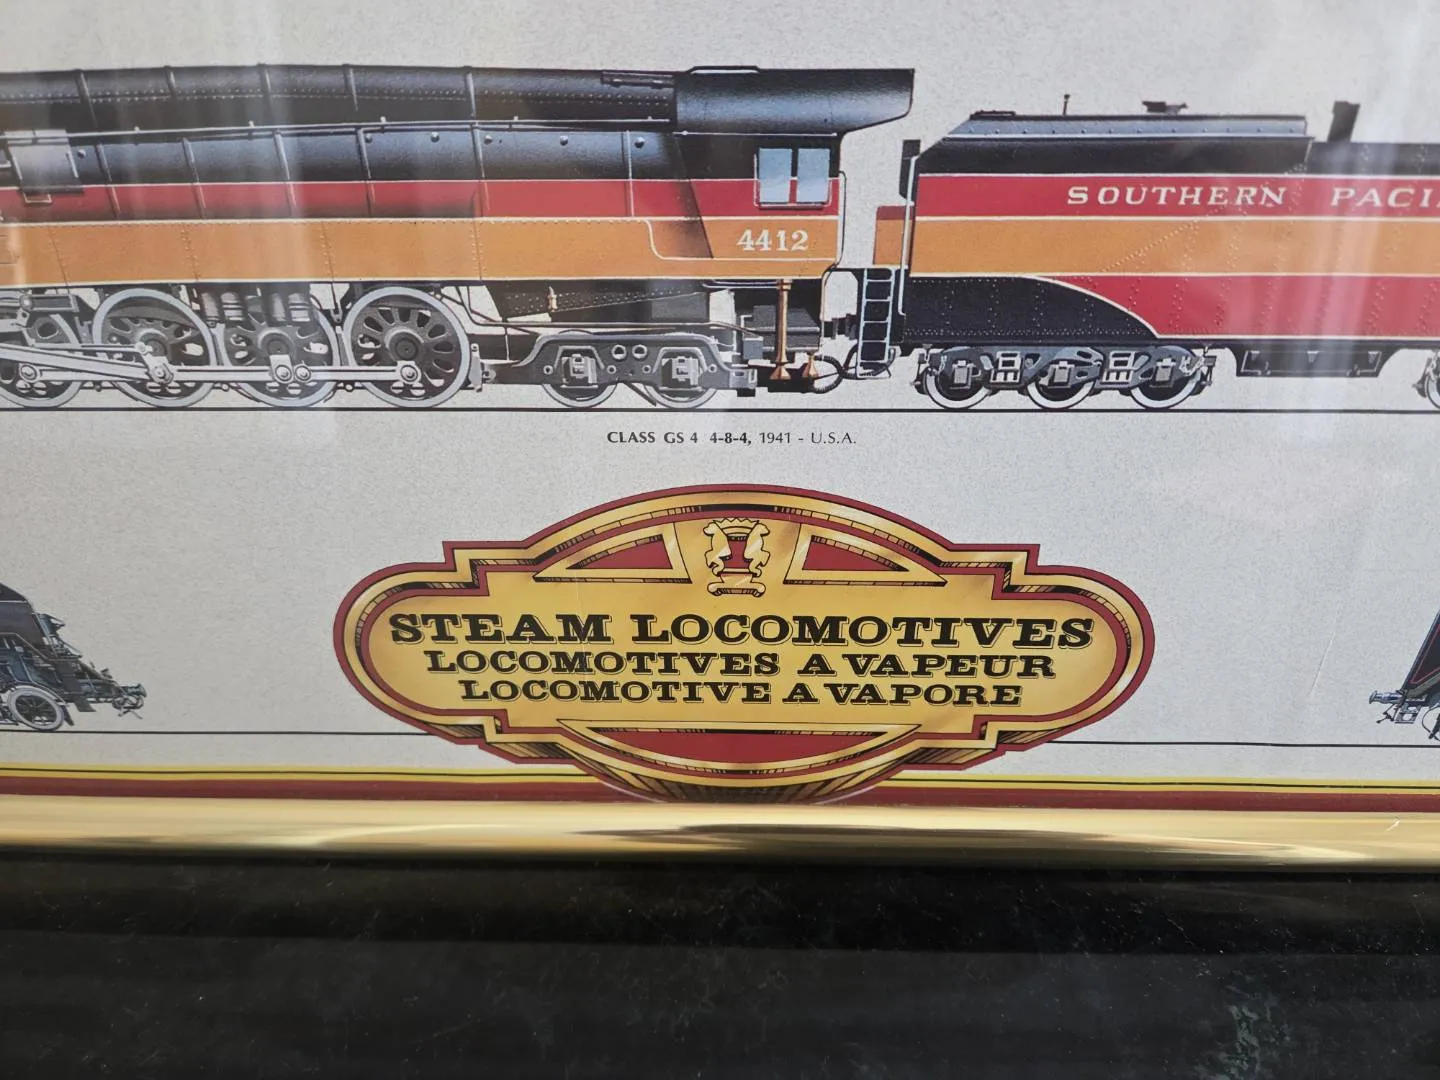 4412
SOUTHERN PACI
CLASS GS 4 4-8-4, 1941 - U.S.A.
STEAM LOCOMOTIVES
LOCOMOTIVES A VAPEUR
LOCOMOTIVE A VAPORE